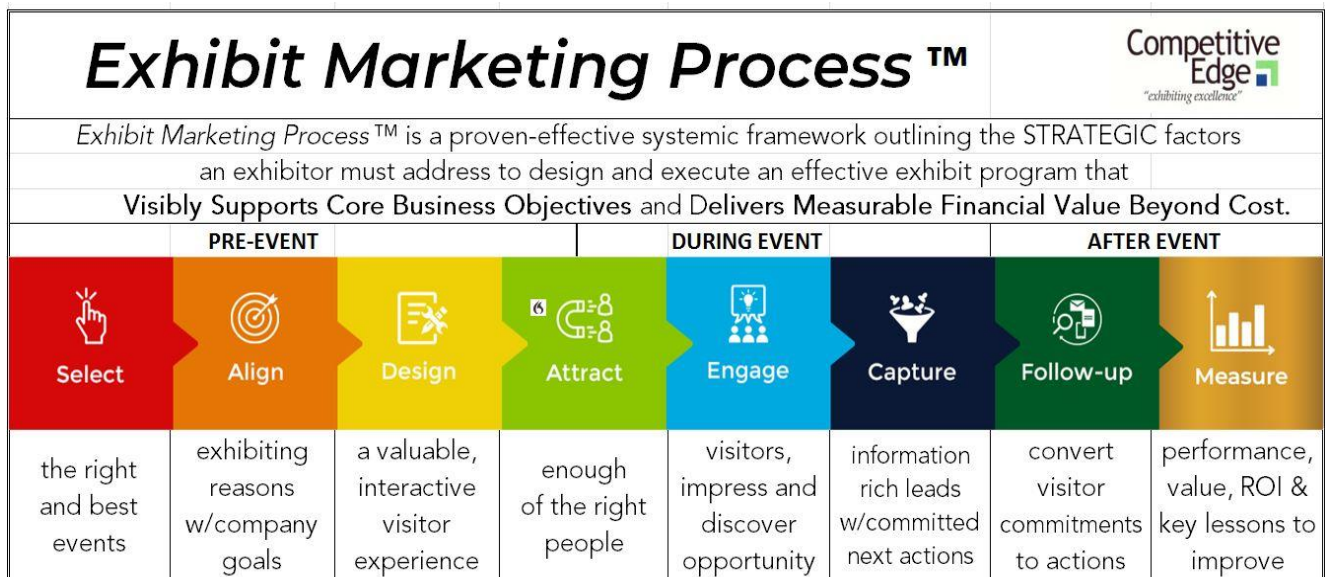 Exhibit Marketing Process™
Competitive
Edge
"exhibiting excellence"
Exhibit Marketing Process™ is a proven-effective systemic framework outlining the STRATEGIC factors
an exhibitor must address to design and execute an effective exhibit program that
Visibly Supports Core Business Objectives and Delivers Measurable Financial Value Beyond Cost.
PRE-EVENT
DURING EVENT
AFTER EVENT
Select
the right
and best
events
Align
exhibiting
reasons
w/company
goals
Design
a valuable,
interactive
visitor
experience
Attract
enough
of the right
people
Engage
visitors,
impress and
discover
opportunity
Capture
information
rich leads
w/committed
next actions
Follow-up
convert
visitor
commitments
to actions
Measure
performance,
value, ROI &
key lessons to
improve